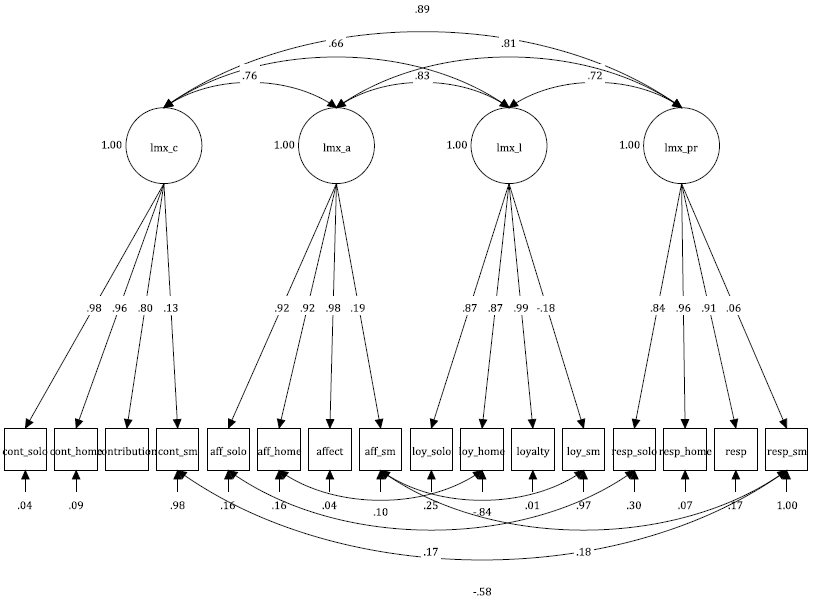 .89
.66 .81
.76 .83 .72
1.00 lmx_c 1.00 lmx_a 1.00 lmx_l 1.00 lmx_pr
.98 .96 .80 .13 .92 .92 .98 .19 .87 .87 .99 -.18 .84 .96 .91 .06
cont_solo cont_home contribution cont_sm aff_solo aff_home affect aff_sm loy_solo loy_home loyalty loy_sm resp_solo resp_home resp resp_sm
.04 .09 .98 .16 .16 .04 .10 .25 -.84 .01 .97 .30 .07 .17 1.00
.17 .18
-.58